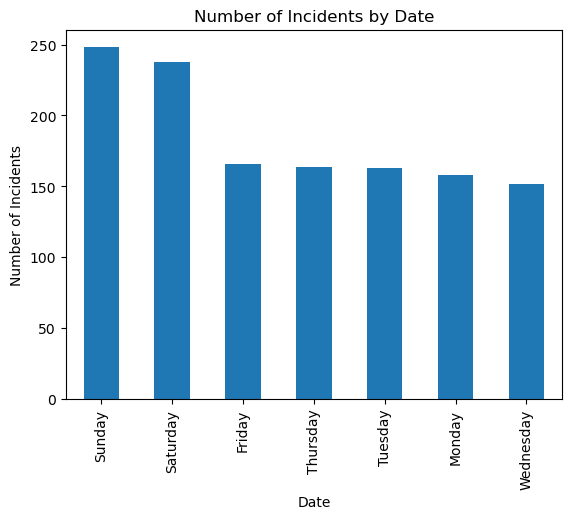 Number of Incidents by Date
Number of Incidents
250
200
150
100
50
0
Sunday
Saturday
Friday
Thursday
Tuesday
Monday
Wednesday
Date